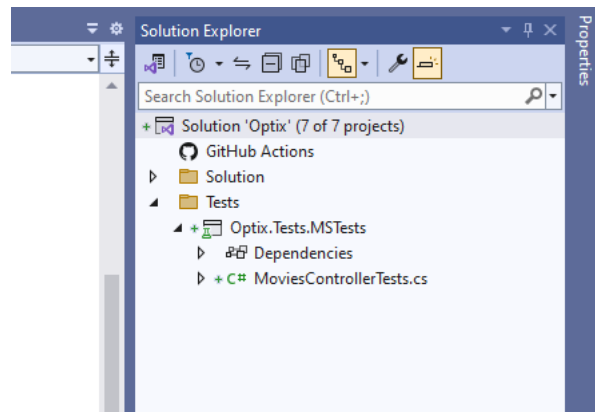 Solution Explorer
Properties
Search Solution Explorer (Ctrl+;)
Solution 'Optix' (7 of 7 projects)
GitHub Actions
Solution
Tests
Optix.Tests.MSTests
Dependencies
C# MoviesControllerTests.cs